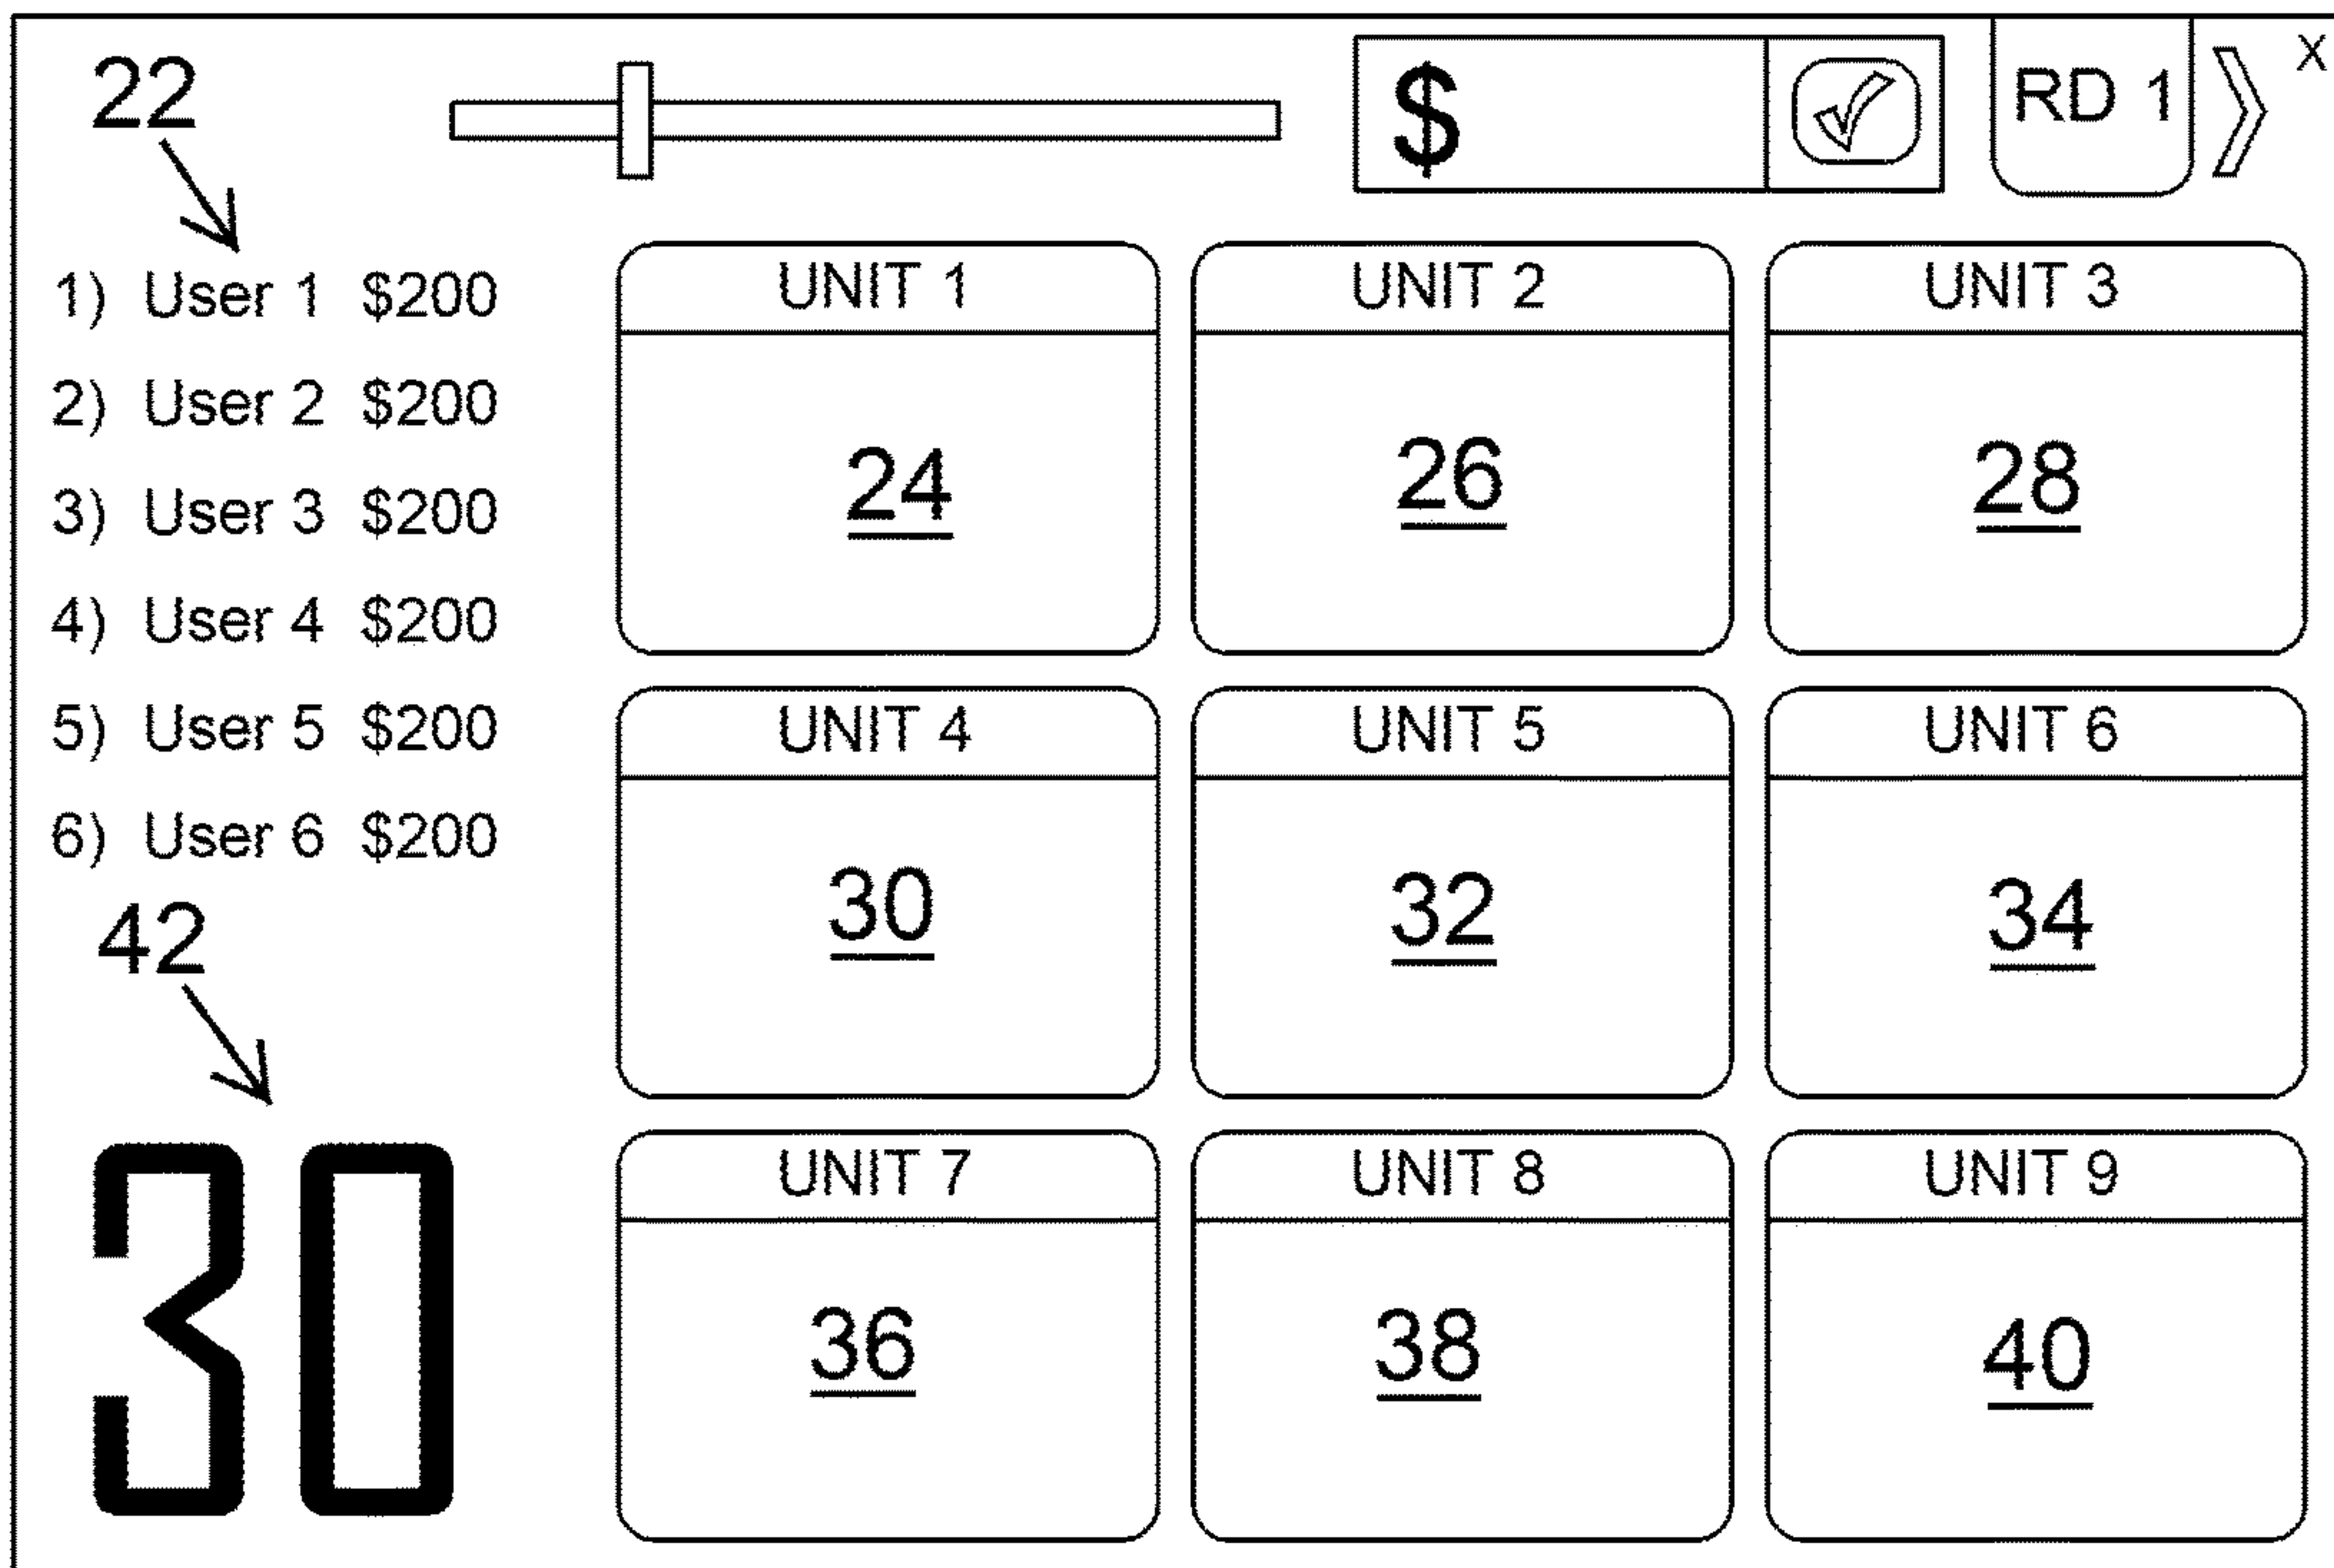 22
$
RD 1
X
1) User 1 $200
2) User 2 $200
3) User 3 $200
4) User 4 $200
5) User 5 $200
6) User 6 $200
42
30
UNIT 1
24
UNIT 2
26
UNIT 3
28
UNIT 4
30
UNIT 5
32
UNIT 6
34
UNIT 7
36
UNIT 8
38
UNIT 9
40